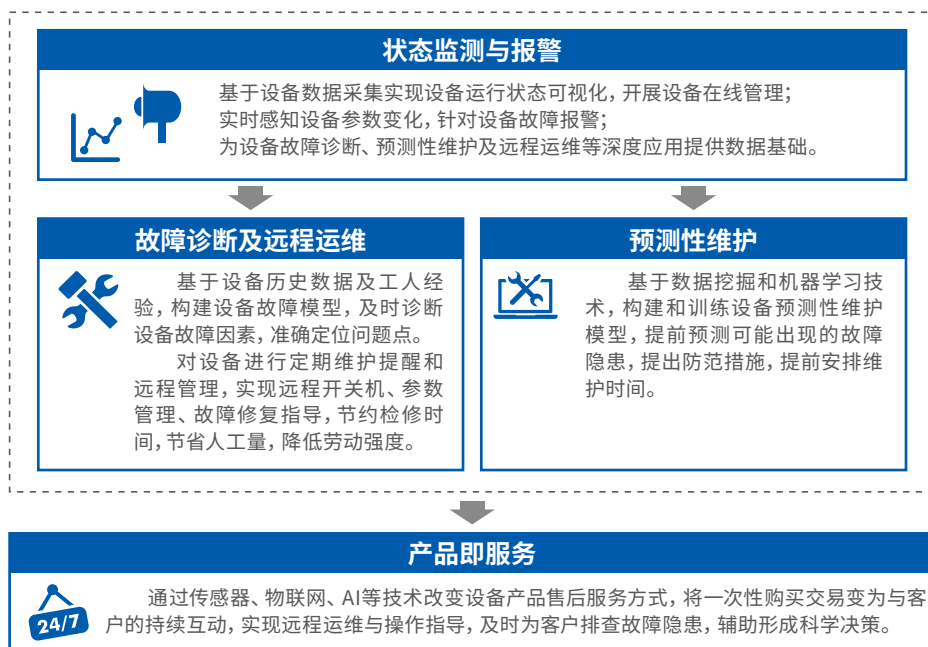 状态监测与报警
基于设备数据采集实现设备运行状态可视化，开展设备在线管理；
实时感知设备参数变化，针对设备故障报警；
为设备故障诊断、预测性维护及远程运维等深度应用提供数据基础。
故障诊断及远程运维
基于设备历史数据及工人经
验，构建设备故障模型，及时诊断
设备故障因素，准确定位问题点。
对设备进行定期维护提醒和
远程管理，实现远程开关机、参数
管理、故障修复指导，节约检修时
间，节省人工量，降低劳动强度。
预测性维护
基于数据挖掘和机器学习技
术，构建和训练设备预测性维护
模型，提前预测可能出现的故障
隐患，提出防范措施，提前安排维
护时间。
产品即服务
24/7
通过传感器、物联网、AI等技术改变设备产品售后服务方式，将一次性购买交易变为与客
户的持续互动，实现远程运维与操作指导，及时为客户排查故障隐患，辅助形成科学决策。